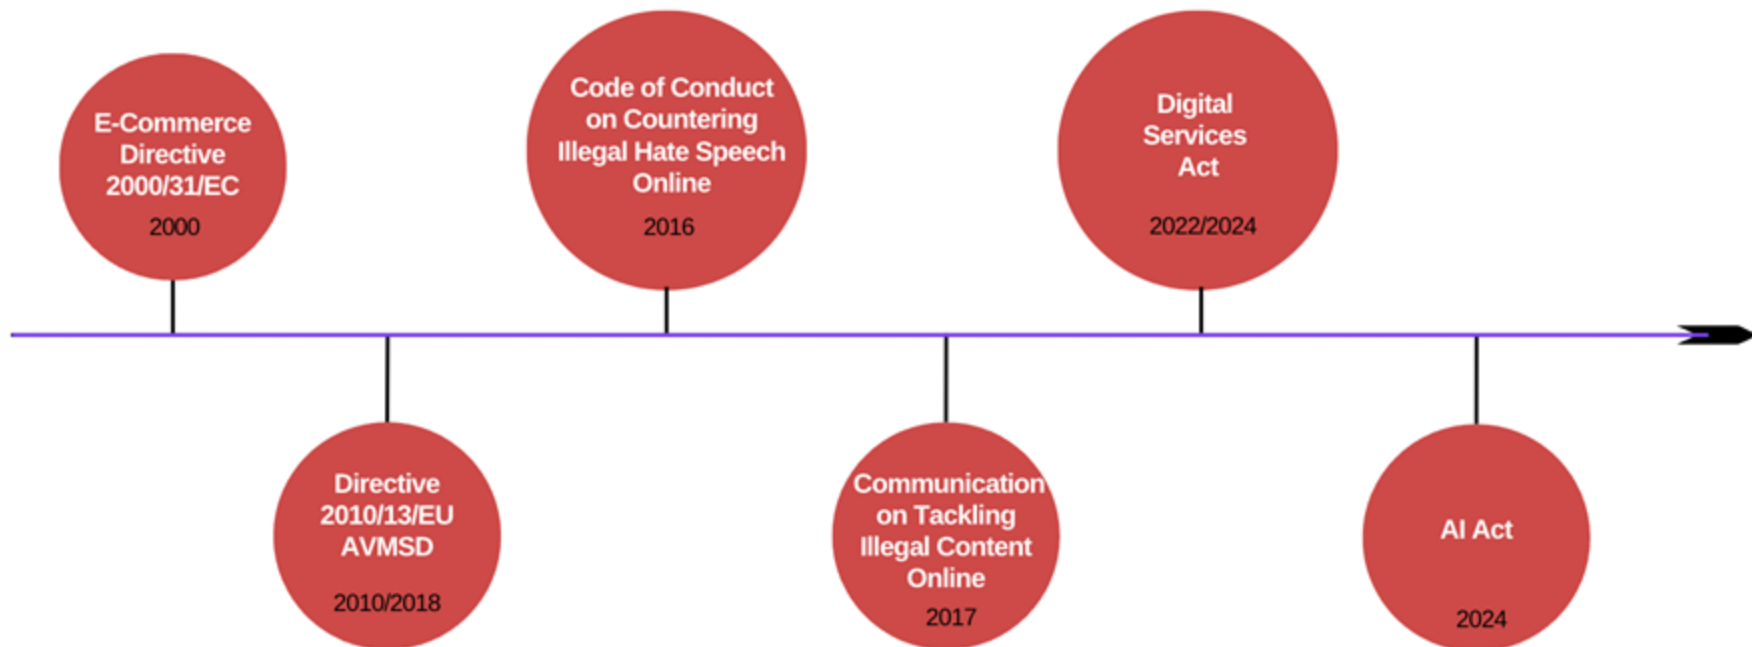 E-Commerce
Directive
2000/31/EC
2000
Directive
2010/13/EU
AVMSD
2010/2018
Code of Conduct
on Countering
Illegal Hate Speech
Online
2016
Communication
on Tackling
Illegal Content
Online
2017
Digital
Services
Act
2022/2024
AI Act
2024